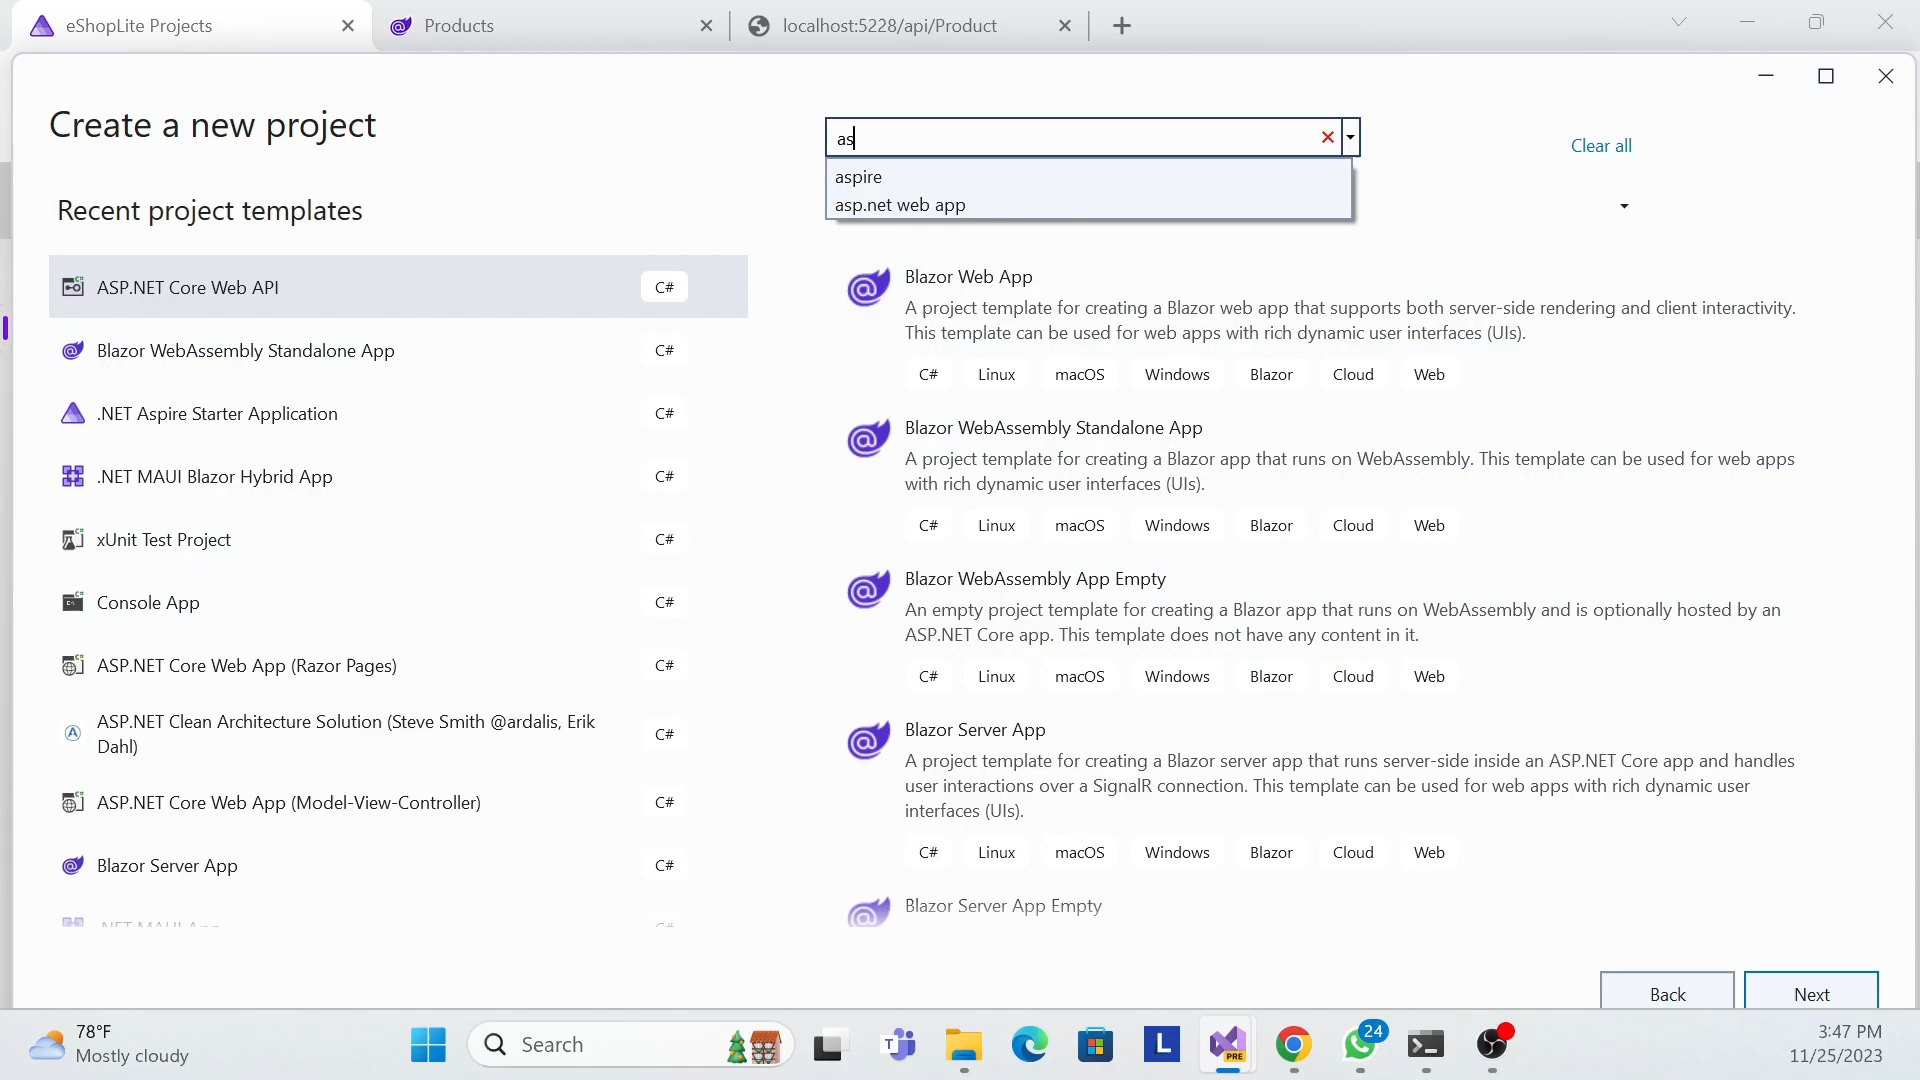 eShopLite Projects
Products
localhost:5228/api/Product
Create a new project
as
Clear all
aspire
asp.net web app
Recent project templates
ASP.NET Core Web API C#
Blazor WebAssembly Standalone App C#
.NET Aspire Starter Application C#
.NET MAUI Blazor Hybrid App C#
xUnit Test Project C#
Console App C#
ASP.NET Core Web App (Razor Pages) C#
ASP.NET Clean Architecture Solution (Steve Smith @ardalis, Erik
Dahl) C#
ASP.NET Core Web App (Model-View-Controller) C#
Blazor Server App C#
.NET MAUI App C#
Blazor Web App
A project template for creating a Blazor web app that supports both server-side rendering and client interactivity.
This template can be used for web apps with rich dynamic user interfaces (UIs).
C# Linux macOS Windows Blazor Cloud Web
Blazor WebAssembly Standalone App
A project template for creating a Blazor app that runs on WebAssembly. This template can be used for web apps
with rich dynamic user interfaces (UIs).
C# Linux macOS Windows Blazor Cloud Web
Blazor WebAssembly App Empty
An empty project template for creating a Blazor app that runs on WebAssembly and is optionally hosted by an
ASP.NET Core app. This template does not have any content in it.
C# Linux macOS Windows Blazor Cloud Web
Blazor Server App
A project template for creating a Blazor server app that runs server-side inside an ASP.NET Core app and handles
user interactions over a SignalR connection. This template can be used for web apps with rich dynamic user
interfaces (UIs).
C# Linux macOS Windows Blazor Cloud Web
Blazor Server App Empty
Back Next
78°F
Mostly cloudy
Search
T
L
PRE
24
3:47 PM
11/25/2023